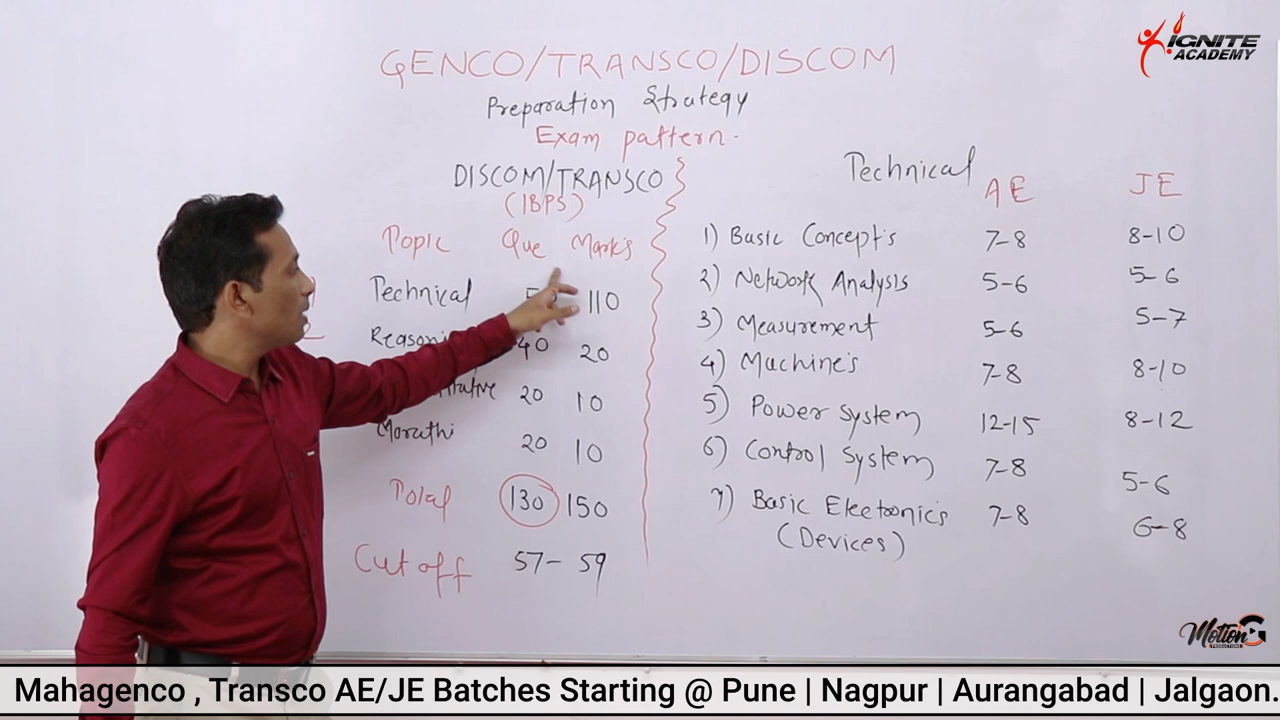 IGNITE
ACADEMY
GENCO/TRANSCO/DISCOM
Preparation Strategy
Exam pattern.
DISCOM/TRANSCO
(IBPS)
Topic Que Mark's
Technical 110
40 20
20 10
Marathi 20 10
Total 130 150
Cut off 57- 59
Technical
AE JE
1) Basic Concept's 7-8 8-10
2) Network Analysis 5-6 5-6
3) Measurement 5-6 5-7
4) Machine's 7-8 8-10
5) Power System 12-15 8-12
6) Control System 7-8 5-6
7) Basic Electronics 7-8 6-8
(Devices)
Motion G
PRODUCTIONS
Mahagenco , Transco AE/JE Batches Starting @ Pune | Nagpur | Aurangabad | Jalgaon.